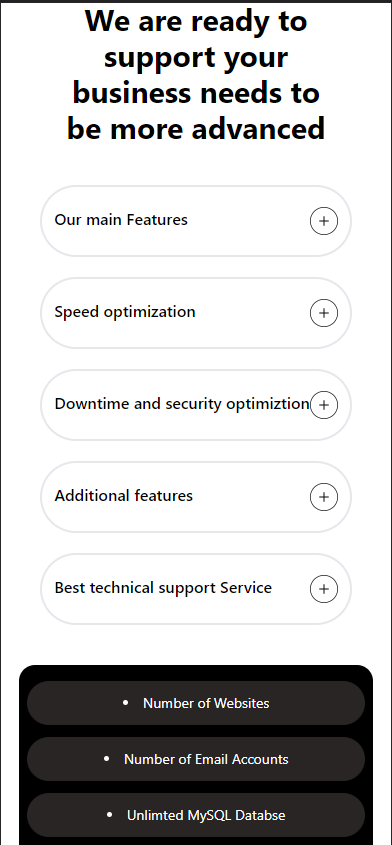 We are ready to
support your
business needs to
be more advanced
Our main Features
Speed optimization
Downtime and security optimiztion
Additional features
Best technical support Service
• Number of Websites
• Number of Email Accounts
• Unlimted MySQL Databse